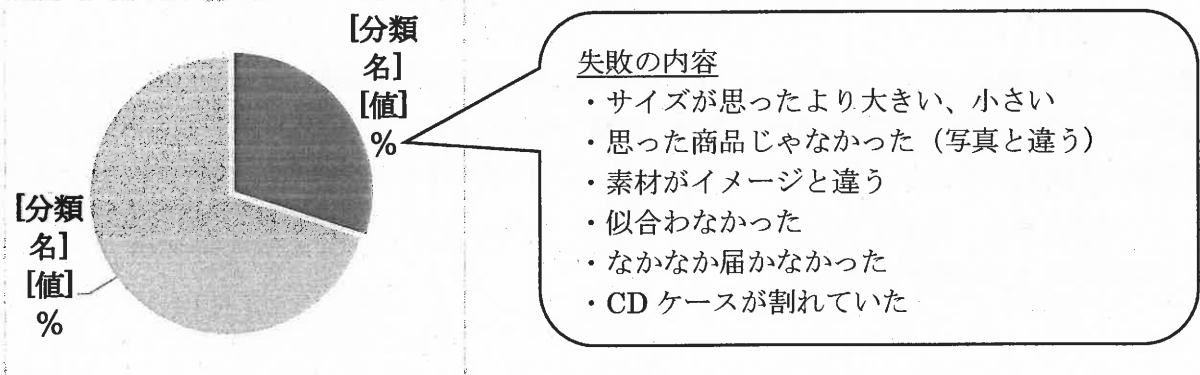 [分類
名]
[値]
%
[分類
名]
[値]
%
失敗の内容
・サイズが思ったより大きい、小さい
・思った商品じゃなかった（写真と違う）
・素材がイメージと違う
・似合わなかった
・なかなか届かなかった
・CD ケースが割れていた